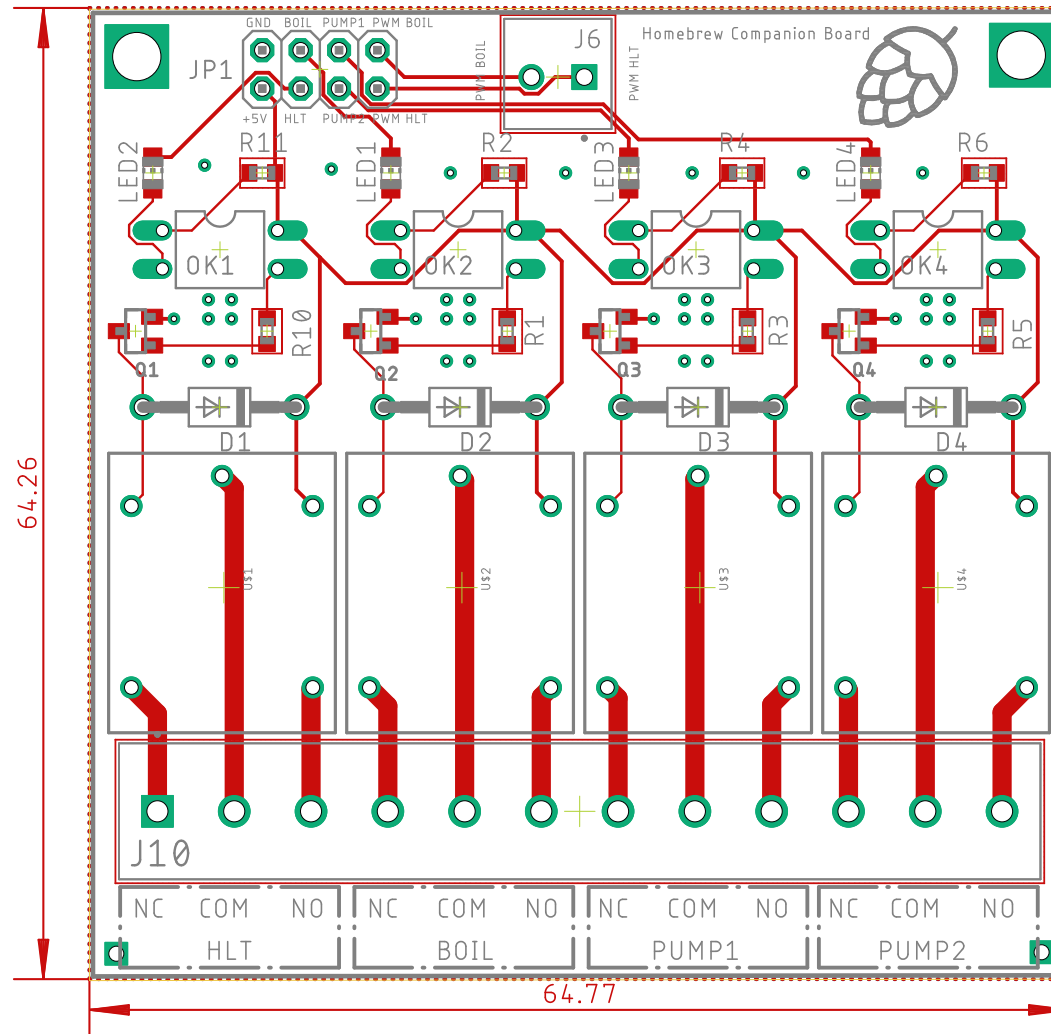 GND BOIL PUMP1 PWM BOIL
JP1
+5V HLT PUMP2 PWM HLT
PWM BOIL
J6
PWM HLT
Homebrew Companion Board
LED2
R11
LED1
R2
LED3
R4
LED4
R6
OK1
OK2
OK3
OK4
Q1
R10
Q2
R1
Q3
R3
Q4
R5
D1
D2
D3
D4
64.26
U$1
U$2
U$3
U$4
J10
NC COM NO
NC COM NO
NC COM NO
NC COM NO
HLT
BOIL
PUMP1
PUMP2
64.77